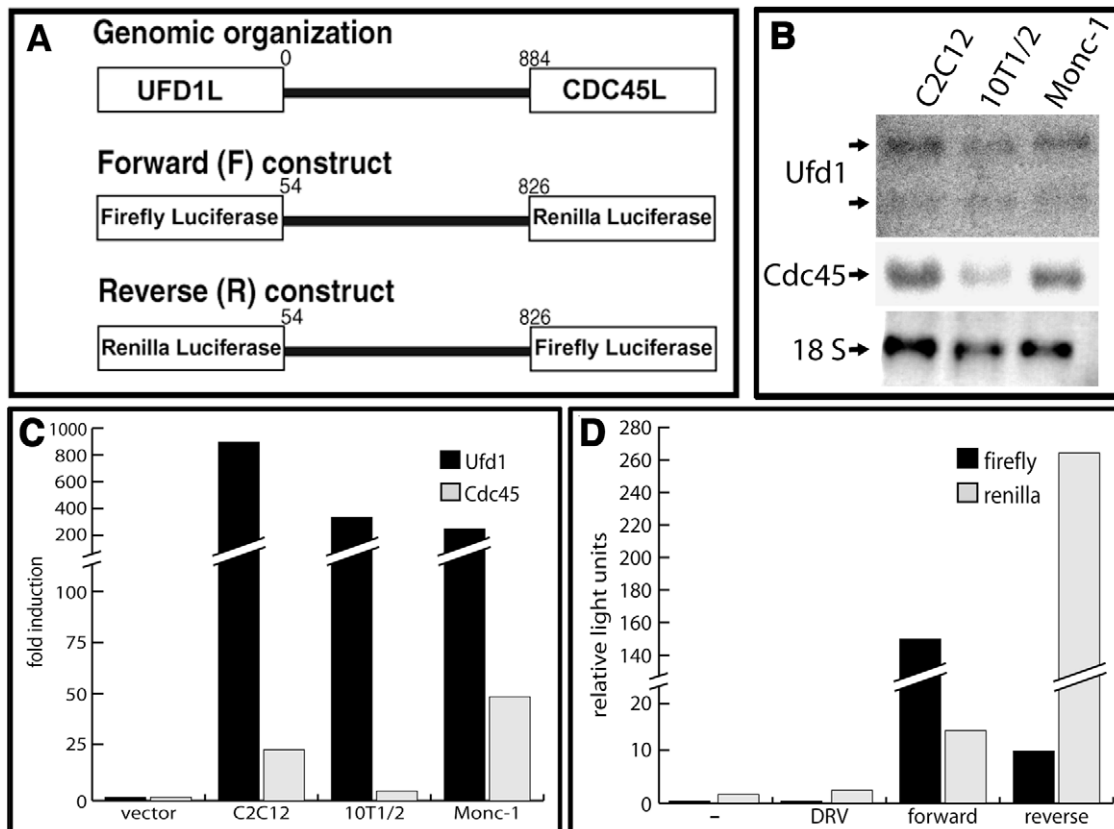 A
Genomic organization
0
884
UFD1L
CDC45L
Forward (F) construct
54
826
Firefly Luciferase
Renilla Luciferase
Reverse (R) construct
54
826
Renilla Luciferase
Firefly Luciferase
B
C2C12
10T1/2
Monc-1
Ufd1
Cdc45
18 S
C
1000
800
600
400
200
100
75
50
25
0
fold induction
Ufd1
Cdc45
vector
C2C12
10T1/2
Monc-1
D
280
260
240
220
200
180
160
140
20
10
0
relative light units
firefly
renilla
–
DRV
forward
reverse